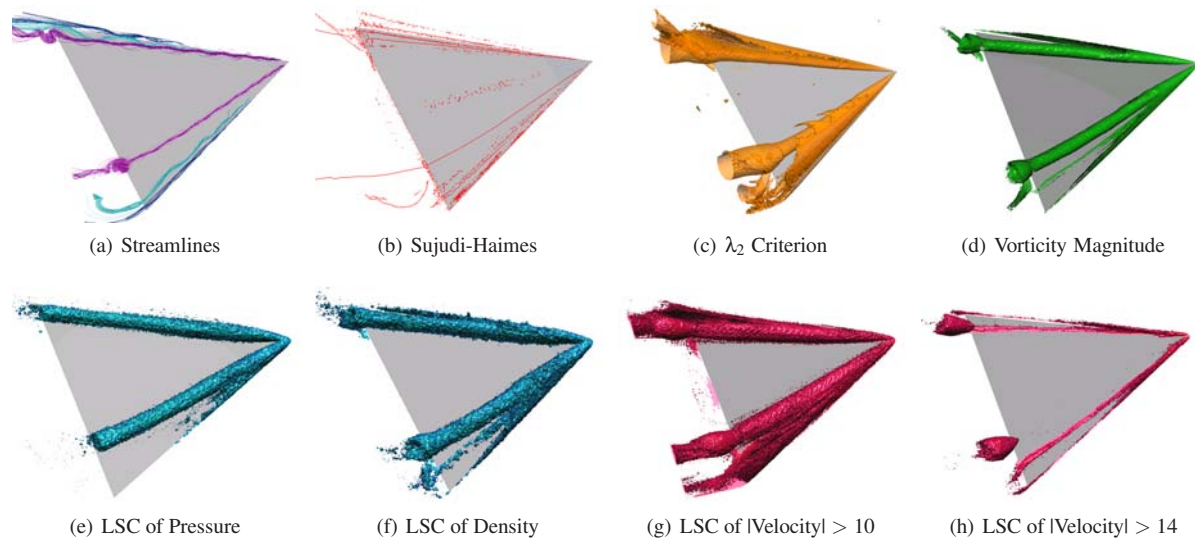 (a) Streamlines
(b) Sujudi-Haimes
(c) λ₂ Criterion
(d) Vorticity Magnitude
(e) LSC of Pressure
(f) LSC of Density
(g) LSC of |Velocity| > 10
(h) LSC of |Velocity| > 14